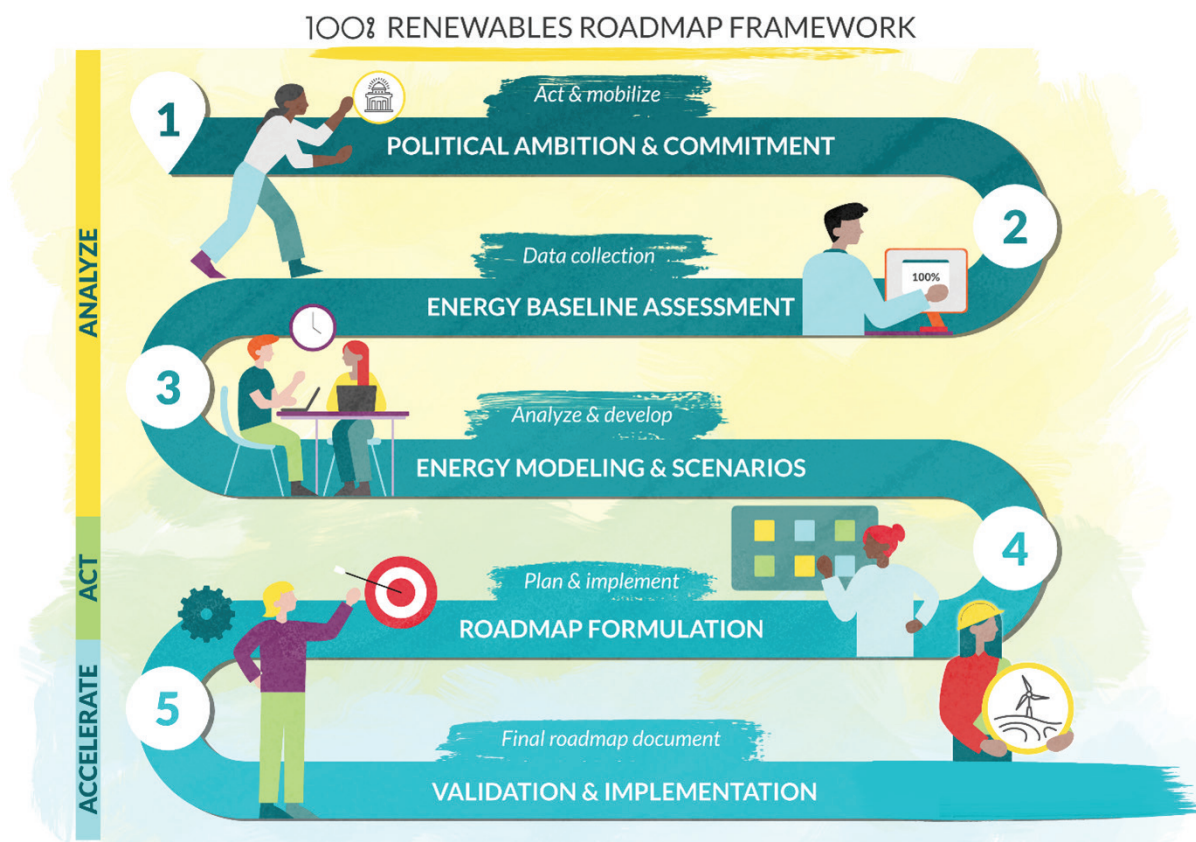 100% RENEWABLES ROADMAP FRAMEWORK
ANALYZE
1
Act & mobilize
POLITICAL AMBITION & COMMITMENT
2
Data collection
ENERGY BASELINE ASSESSMENT
100%
3
Analyze & develop
ENERGY MODELING & SCENARIOS
ACT
4
Plan & implement
ROADMAP FORMULATION
ACCELERATE
5
Final roadmap document
VALIDATION & IMPLEMENTATION